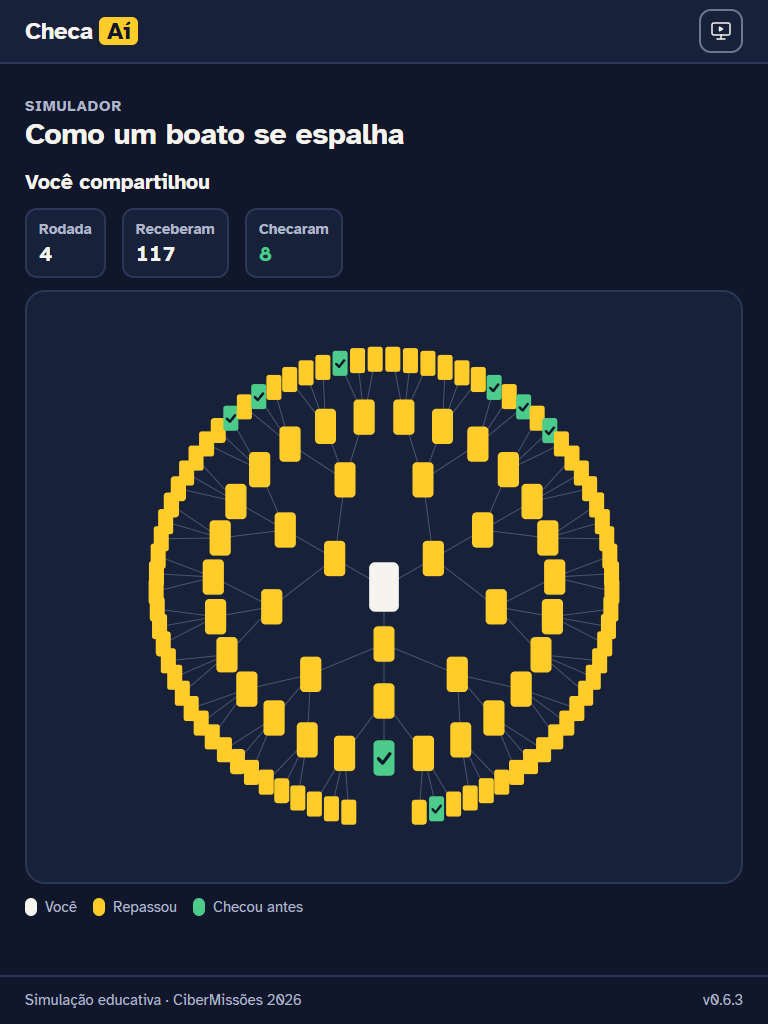 Checa Aí
SIMULADOR
Como um boato se espalha
Você compartilhou
Rodada
4
Receberam
117
Checaram
8
Você
Repassou
Checou antes
Simulação educativa · CiberMissões 2026
v0.6.3